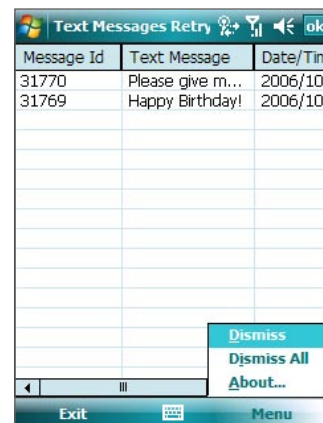 Text Messages Retry ok
Message Id Text Message Date/Tim
31770 Please give m... 2006/10
31769 Happy Birthday! 2006/10
Dismiss
Dismiss All
About...
Exit Menu